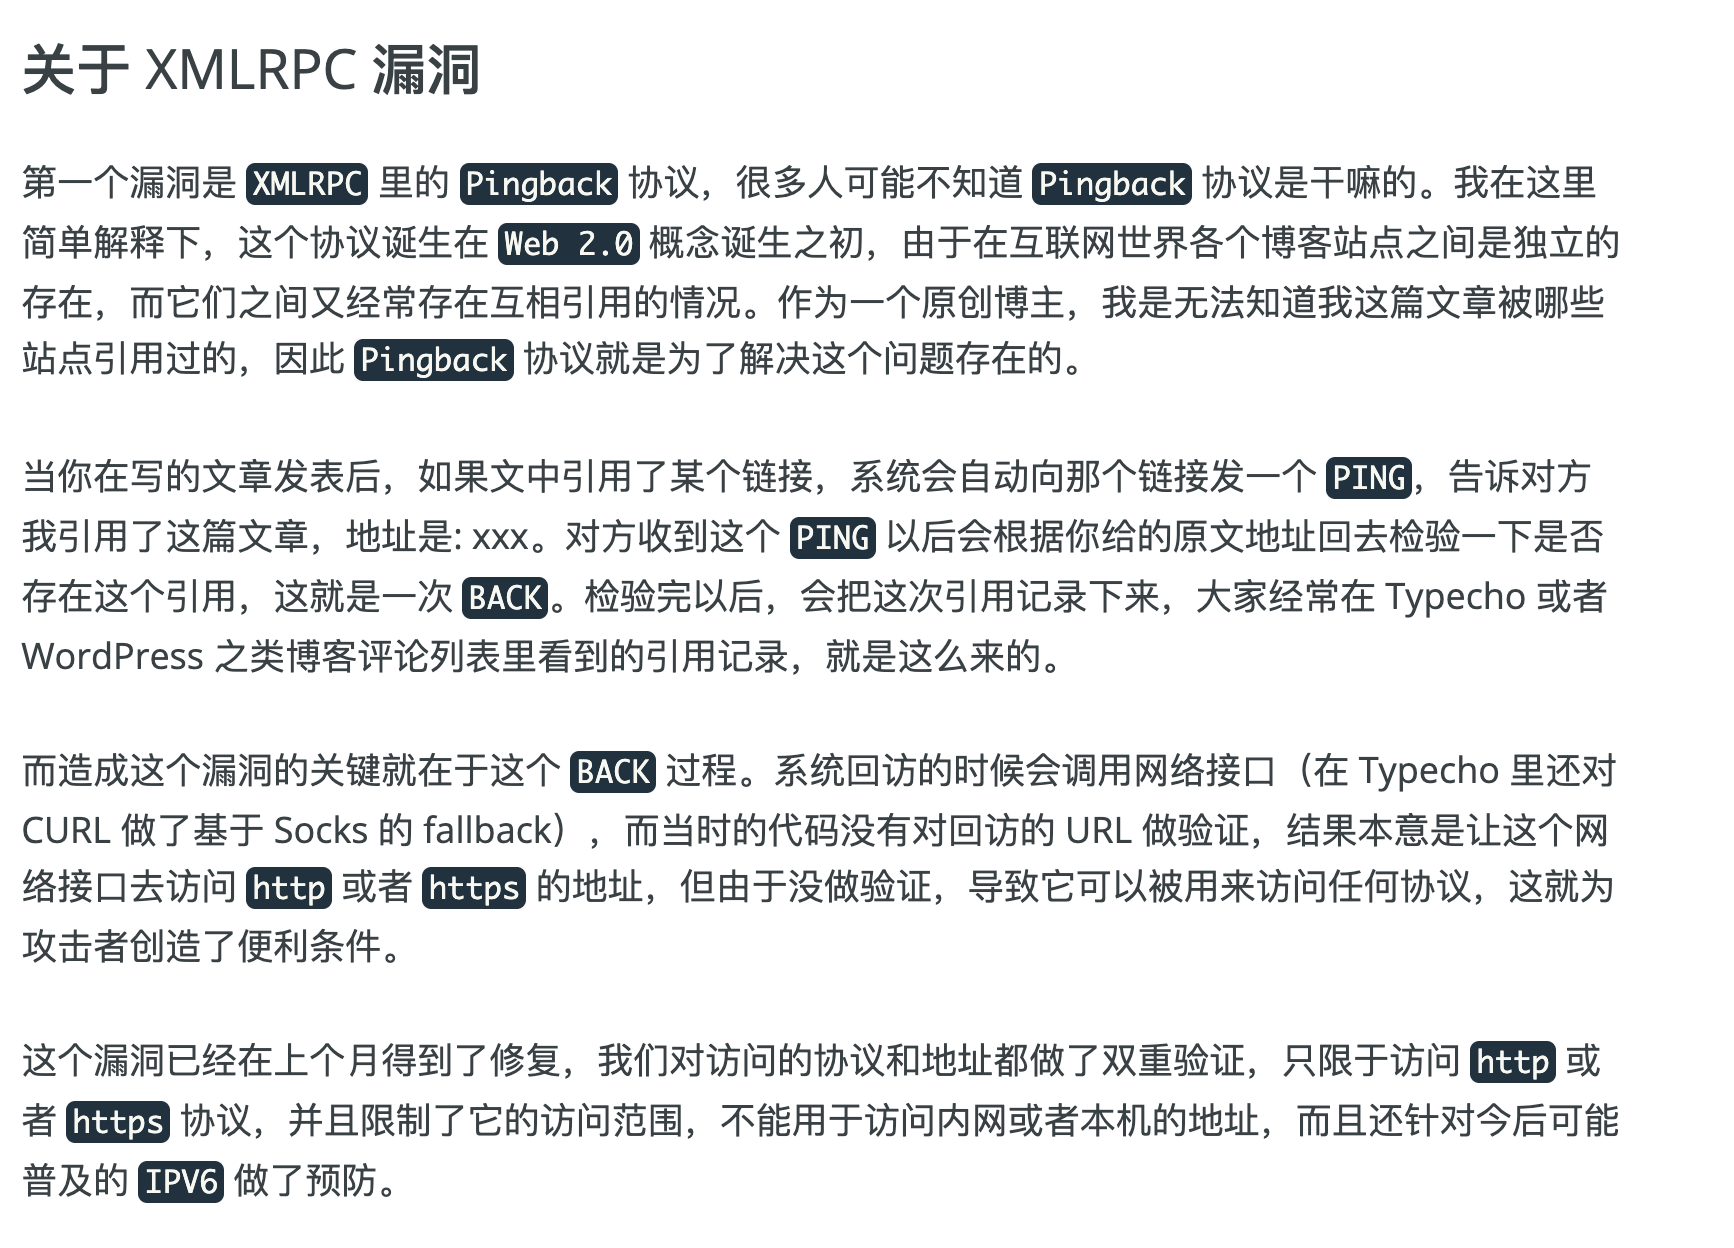 关于 XMLRPC 漏洞
第一个漏洞是 XMLRPC 里的 Pingback 协议，很多人可能不知道 Pingback 协议是干嘛的。我在这里
简单解释下，这个协议诞生在 Web 2.0 概念诞生之初，由于在互联网世界各个博客站点之间是独立的
存在，而它们之间又经常存在互相引用的情况。作为一个原创博主，我是无法知道我这篇文章被哪些
站点引用过的，因此 Pingback 协议就是为了解决这个问题存在的。
当你在写的文章发表后，如果文中引用了某个链接，系统会自动向那个链接发一个 PING，告诉对方
我引用了这篇文章，地址是: xxx。对方收到这个 PING 以后会根据你给的原文地址回去检验一下是否
存在这个引用，这就是一次 BACK。检验完以后，会把这次引用记录下来，大家经常在 Typecho 或者
WordPress 之类博客评论列表里看到的引用记录，就是这么来的。
而造成这个漏洞的关键就在于这个 BACK 过程。系统回访的时候会调用网络接口（在 Typecho 里还对
CURL 做了基于 Socks 的 fallback），而当时的代码没有对回访的 URL 做验证，结果本意是让这个网
络接口去访问 http 或者 https 的地址，但由于没做验证，导致它可以被用来访问任何协议，这就为
攻击者创造了便利条件。
这个漏洞已经在上个月得到了修复，我们对访问的协议和地址都做了双重验证，只限于访问 http 或
者 https 协议，并且限制了它的访问范围，不能用于访问内网或者本机的地址，而且还针对今后可能
普及的 IPV6 做了预防。